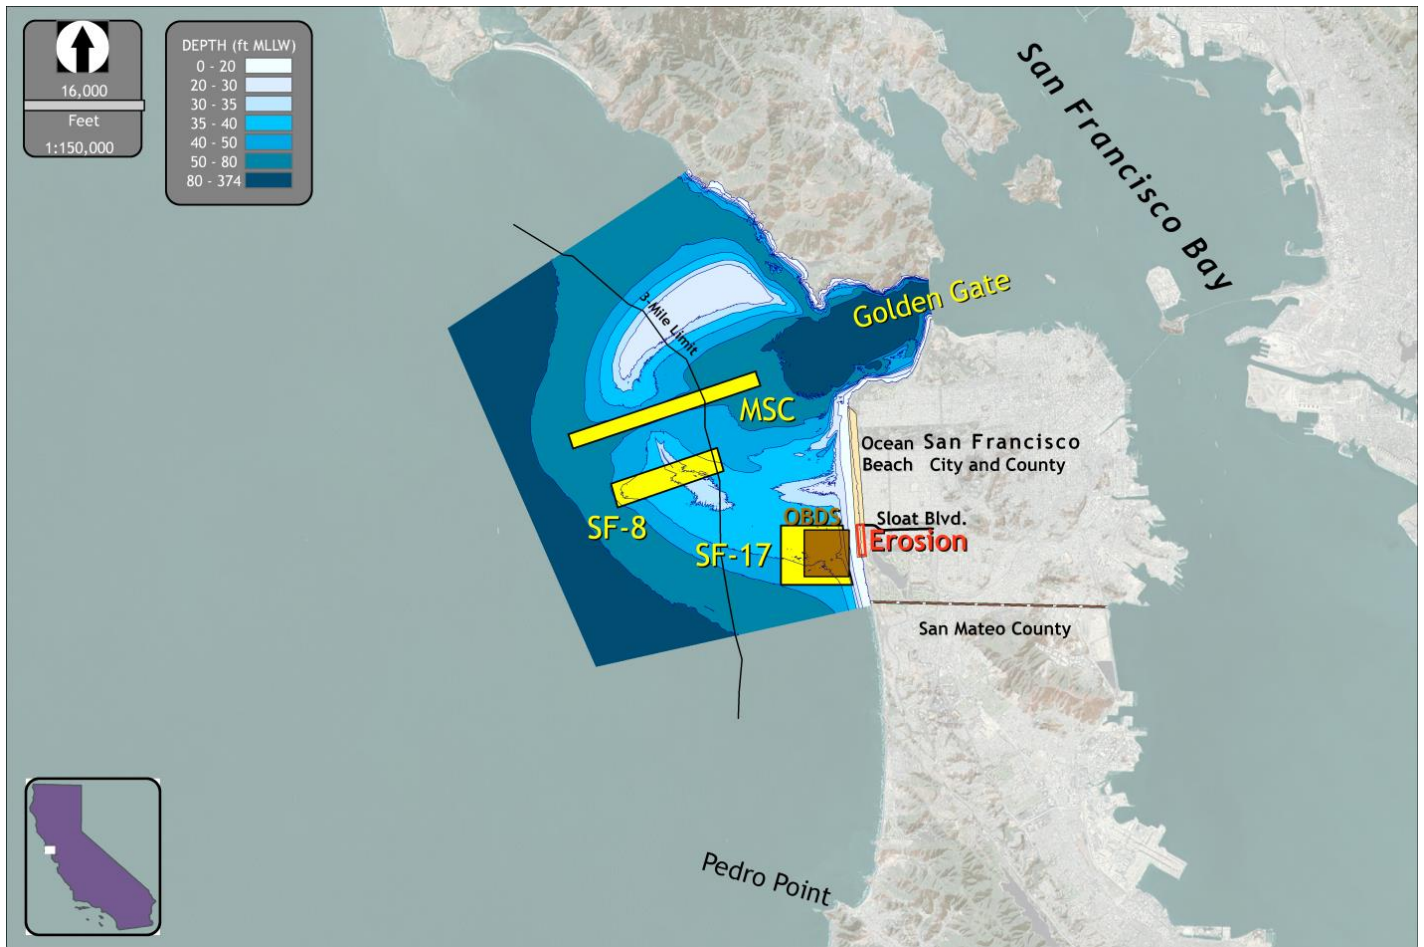 16,000
Feet
1:150,000
DEPTH (ft MLLW)
0 - 20
20 - 30
30 - 35
35 - 40
40 - 50
50 - 80
80 - 374
San Francisco Bay
Golden Gate
3-Mile Limit
MSC
Ocean
Beach
San Francisco
City and County
SF-8
OBDS
Sloat Blvd.
Erosion
SF-17
San Mateo County
Pedro Point